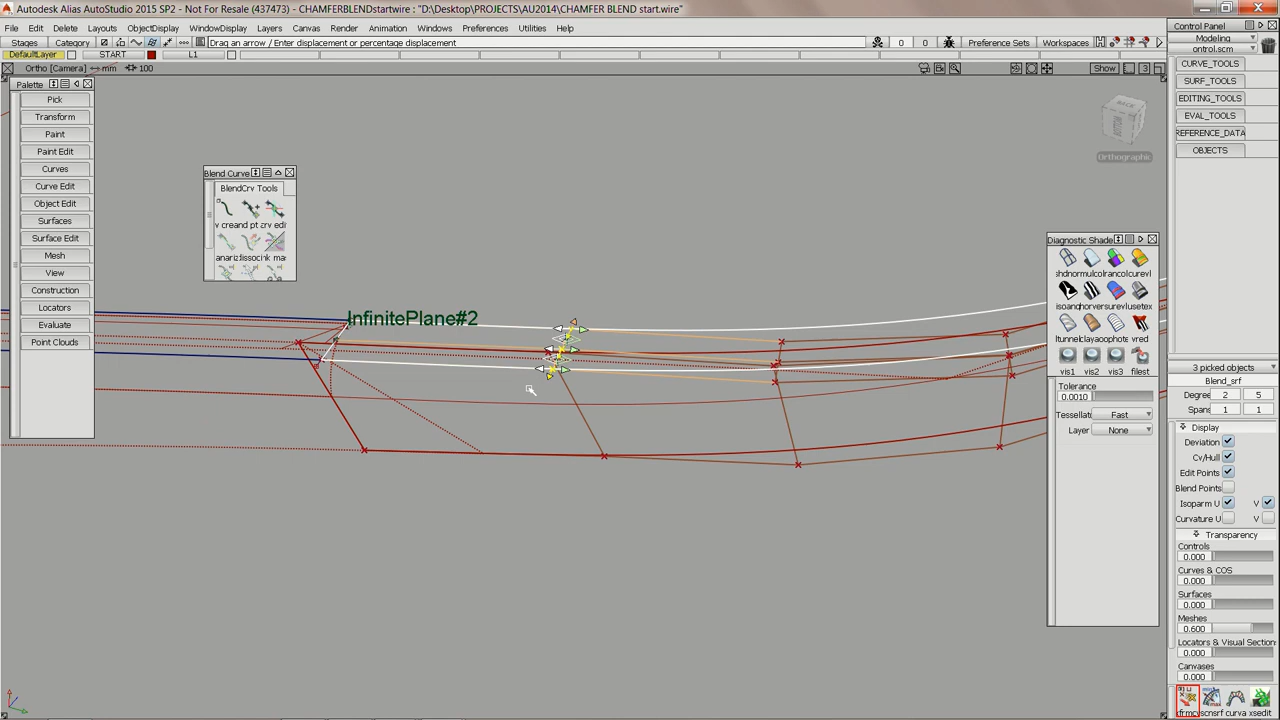 Autodesk Alias AutoStudio 2015 SP2 - Not For Resale (437473) - CHAMFERBLENDstartwire : "D:\Desktop\PROJECTS\AU2014\CHAMFER BLEND start.wire"
File Edit Delete Layouts ObjectDisplay WindowDisplay Layers Canvas Render Animation Windows Preferences Utilities Help
Stages Category Drag an arrow / Enter displacement or percentage displacement 0 0 Preference Sets Workspaces
DefaultLayer START L1
Ortho [Camera] mm 100 Show 3
Palette
Pick
Transform
Paint
Paint Edit
Curves
Curve Edit
Object Edit
Surfaces
Surface Edit
Mesh
View
Construction
Locators
Evaluate
Point Clouds
Blend Curve
BlendCrv Tools
InfinitePlane#2
Orthographic
Diagnostic Shade
vis1 vis2 vis3 filest
Tolerance
0.0010
Tessellat Fast
Layer None
Control Panel
Modeling
ontrol.scm
CURVE_TOOLS
SURF_TOOLS
EDITING_TOOLS
EVAL_TOOLS
REFERENCE_DATA
OBJECTS
3 picked objects
Blend_srf
Degree 2 5
Spans 1 1
Display
Deviation
Cv/Hull
Edit Points
Blend Points
Isoparm U V
Curvature U V
Transparency
Controls
0.000
Curves & COS
0.000
Surfaces
0.000
Meshes
0.600
Locators & Visual Section
0.000
Canvases
0.000